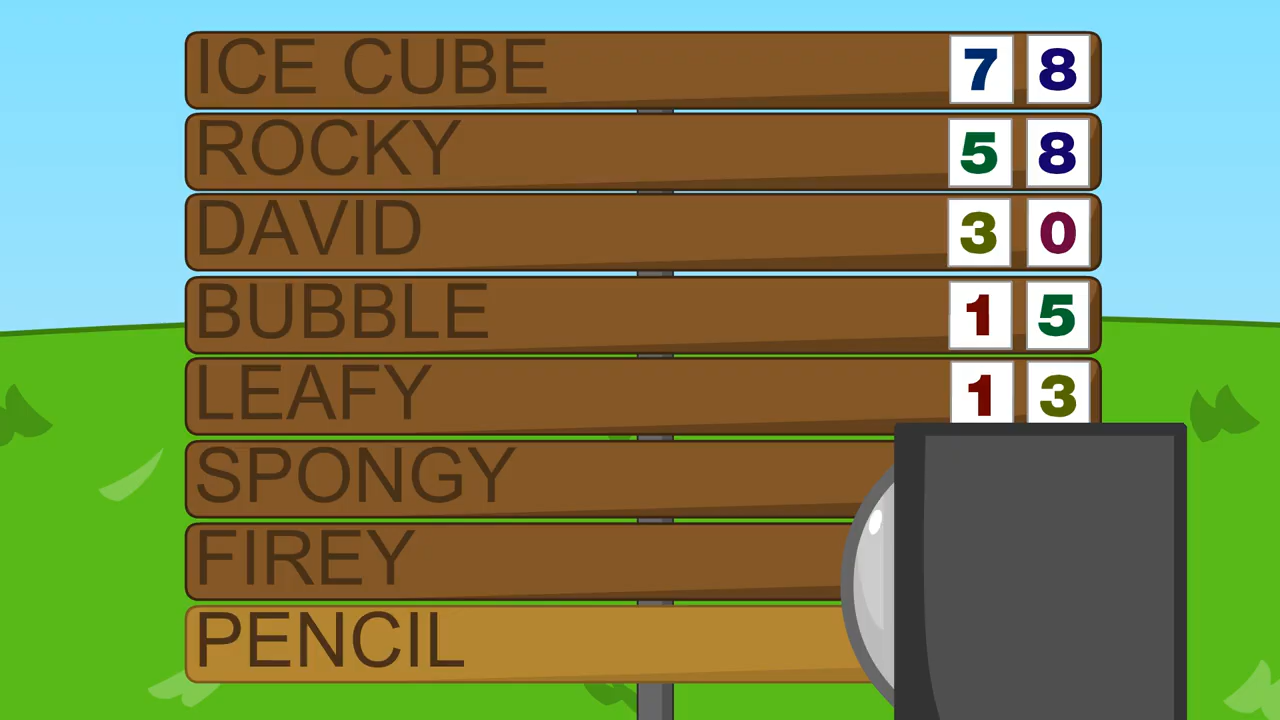 ICE CUBE 7 8
ROCKY 5 8
DAVID 3 0
BUBBLE 1 5
LEAFY 1 3
SPONGY
FIREY
PENCIL